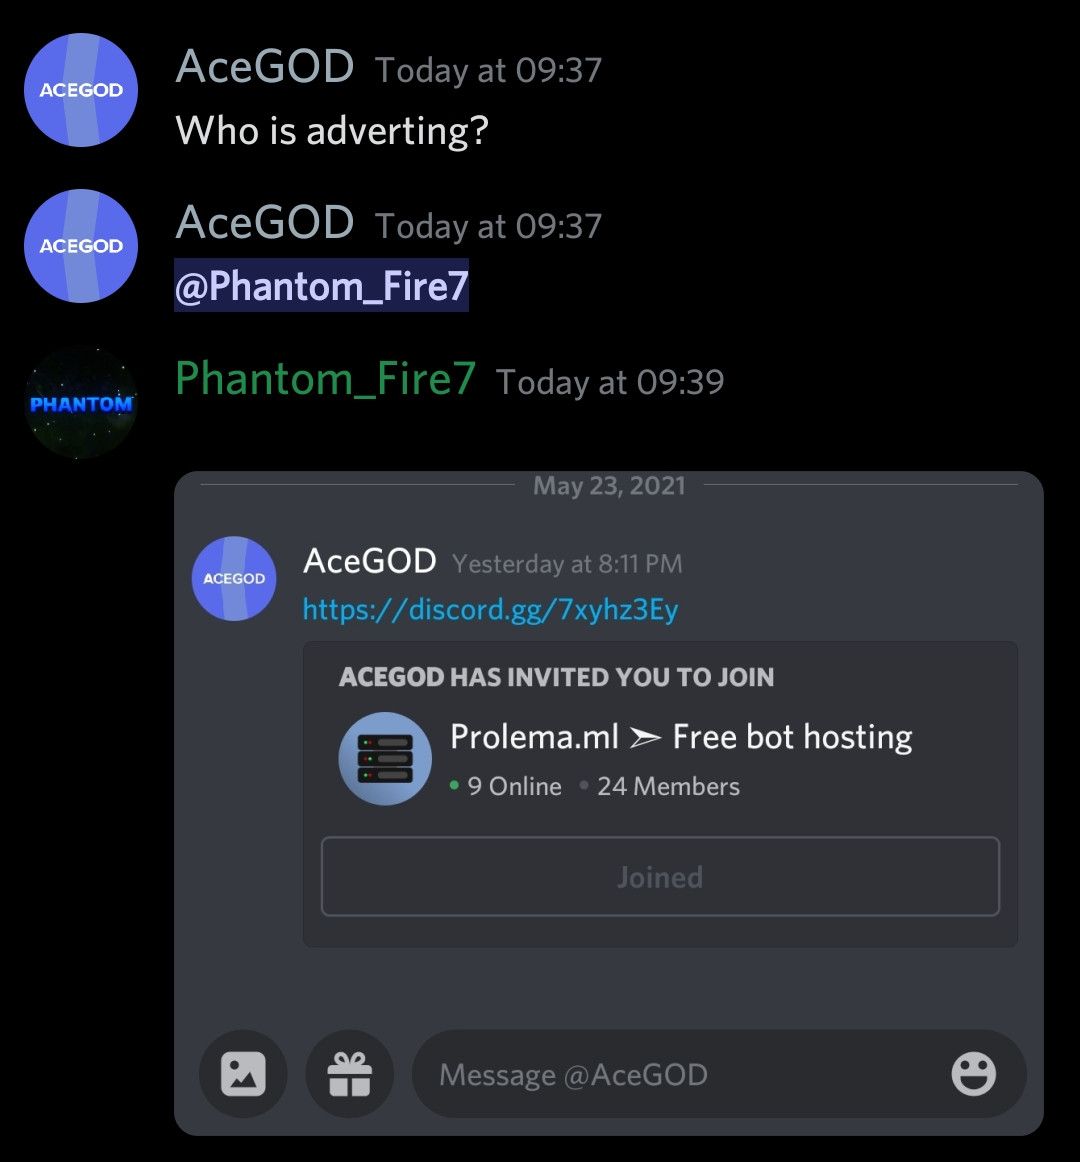 ACEGOD
AceGOD Today at 09:37
Who is adverting?
ACEGOD
AceGOD Today at 09:37
@Phantom_Fire7
PHANTOM
Phantom_Fire7 Today at 09:39
May 23, 2021
ACEGOD
AceGOD Yesterday at 8:11 PM
https://discord.gg/7xyhz3Ey
ACEGOD HAS INVITED YOU TO JOIN
Prolema.ml ➣ Free bot hosting
9 Online 24 Members
Joined
Message @AceGOD